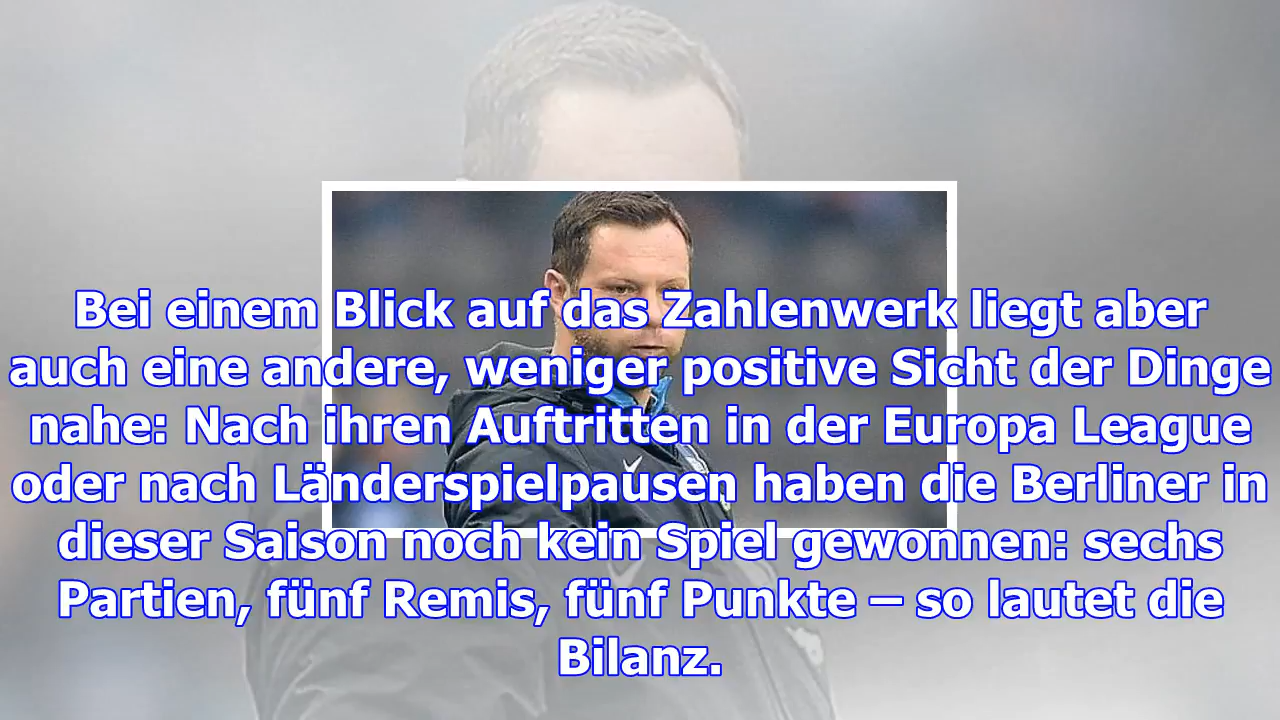 Bei einem Blick auf das Zahlenwerk liegt aber
auch eine andere, weniger positive Sicht der Dinge
nahe: Nach ihren Auftritten in der Europa League
oder nach Länderspielpausen haben die Berliner in
dieser Saison noch kein Spiel gewonnen: sechs
Partien, fünf Remis, fünf Punkte – so lautet die
Bilanz.